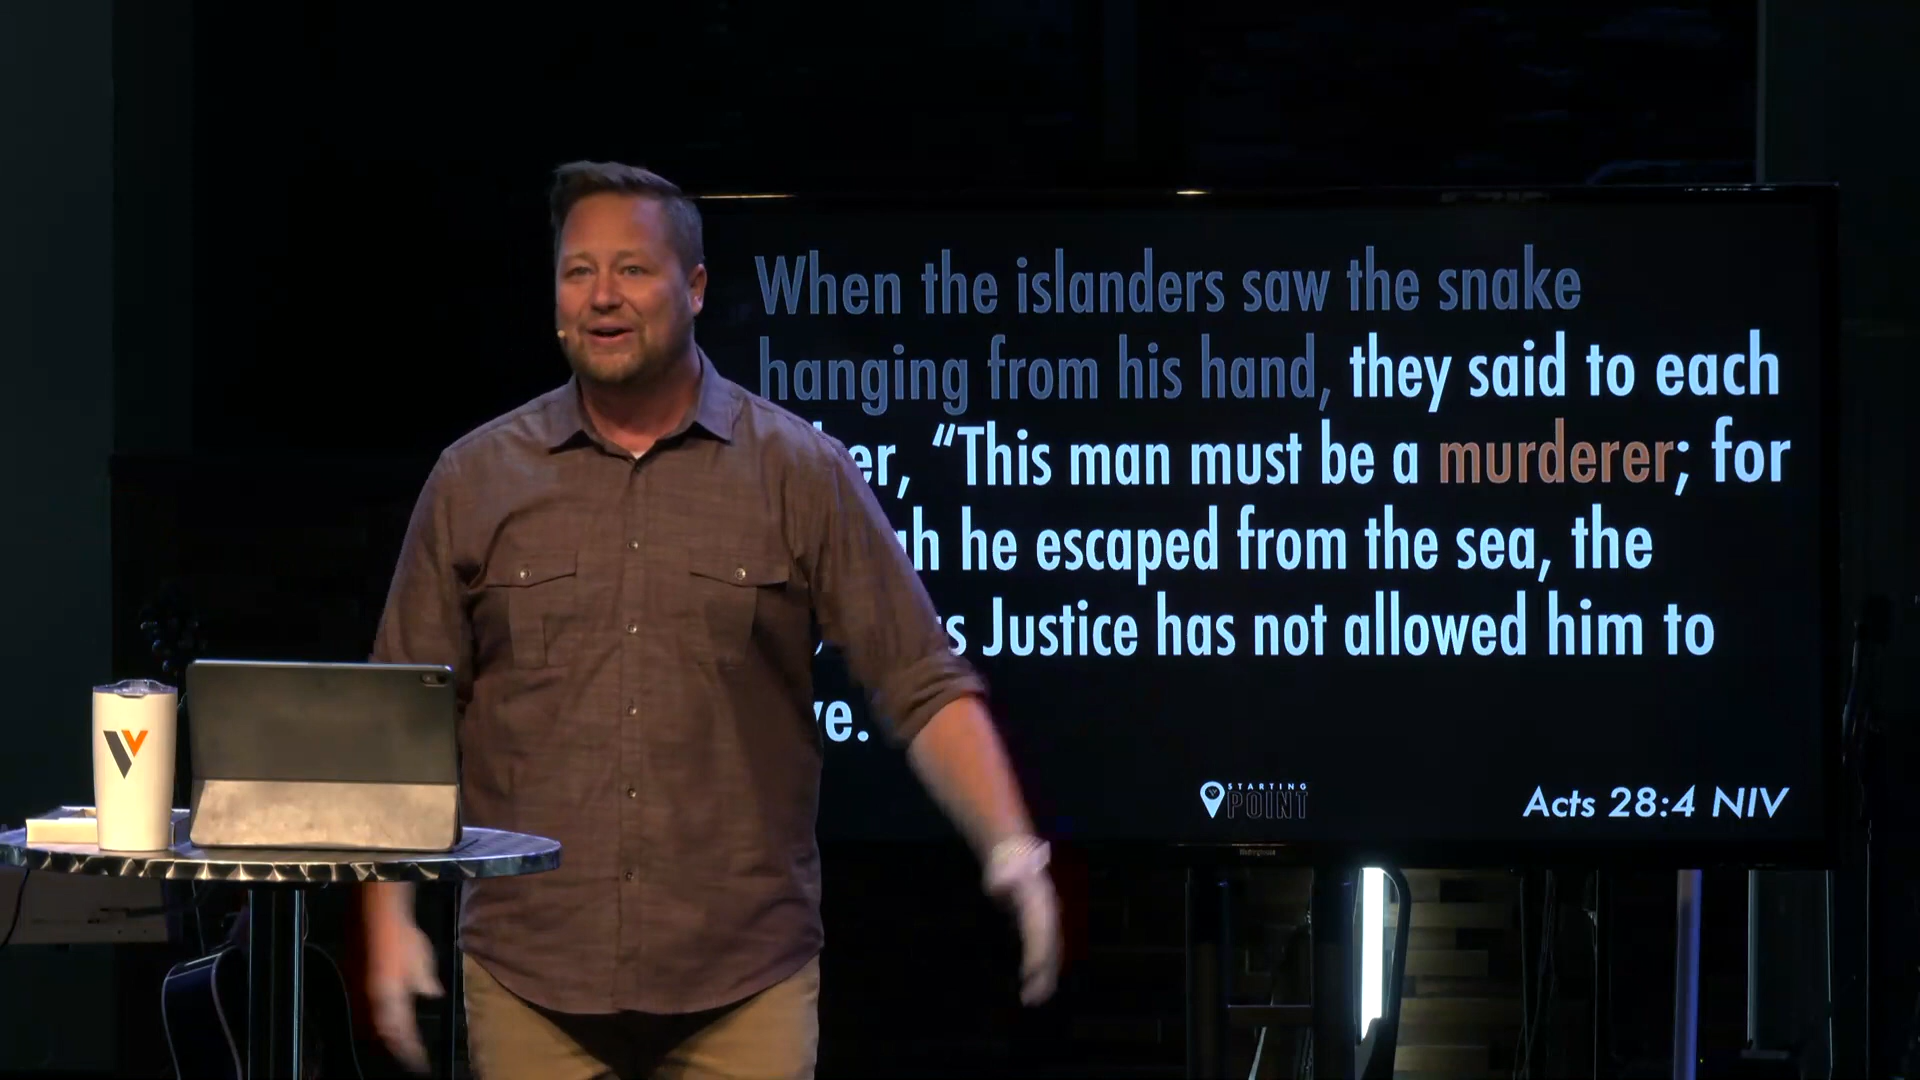 When the islanders saw the snake
hanging from his hand, they said to each
“This man must be a murderer; for
he escaped from the sea, the
Justice has not allowed him to
STARTING
POINT
Acts 28:4 NIV